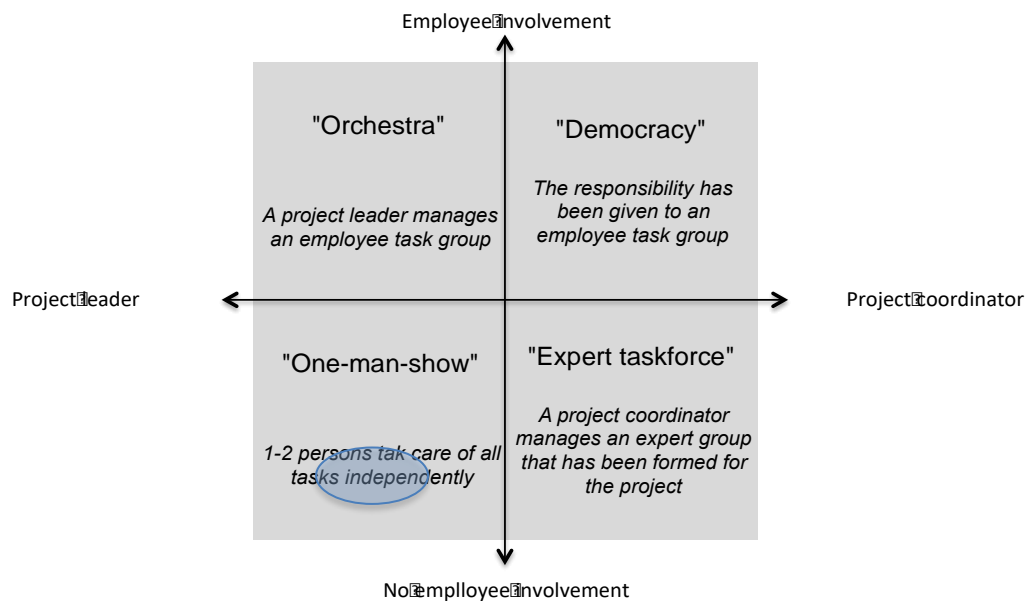 Employee involvement
"Orchestra"
A project leader manages
an employee task group
"Democracy"
The responsibility has
been given to an
employee task group
Project leader
Project coordinator
"One-man-show"
1-2 persons tak care of all
tasks independently
"Expert taskforce"
A project coordinator
manages an expert group
that has been formed for
the project
No emplloyee involvement